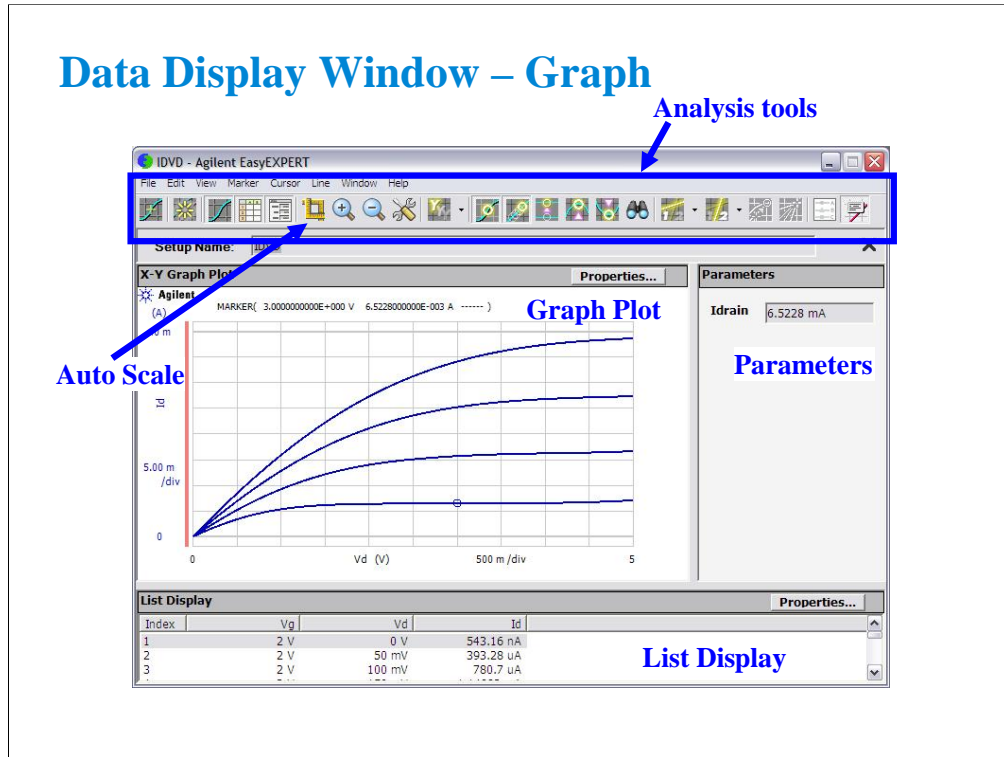 Data Display Window – Graph
Analysis tools
IDVD - Agilent EasyEXPERT
File Edit View Marker Cursor Line Window Help
Setup Name:
X-Y Graph Plot
Properties...
Parameters
Agilent
MARKER( 3.0000000000E+000 V 6.5228000000E-003 A ------ )
(A)
Graph Plot
Idrain 6.5228 mA
Parameters
Auto Scale
Id
5.00 m
/div
0
0 Vd (V) 500 m /div 5
List Display
Properties...
Index Vg Vd Id
1 2 V 0 V 543.16 nA
2 2 V 50 mV 393.28 uA
3 2 V 100 mV 780.7 uA
List Display